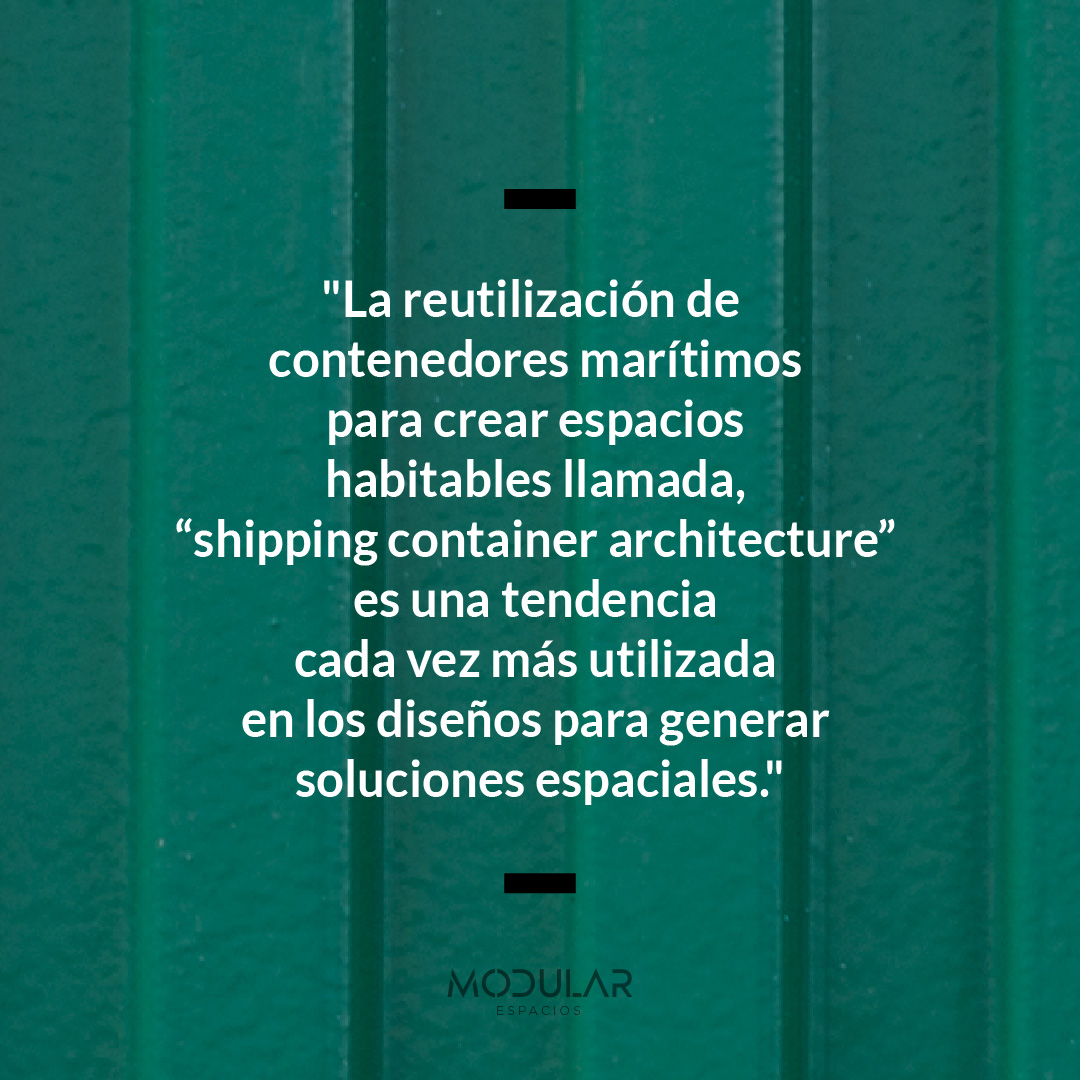 "La reutilización de
contenedores marítimos
para crear espacios
habitables llamada,
“shipping container architecture”
es una tendencia
cada vez más utilizada
en los diseños para generar
soluciones espaciales."
MODULAR
ESPACIOS